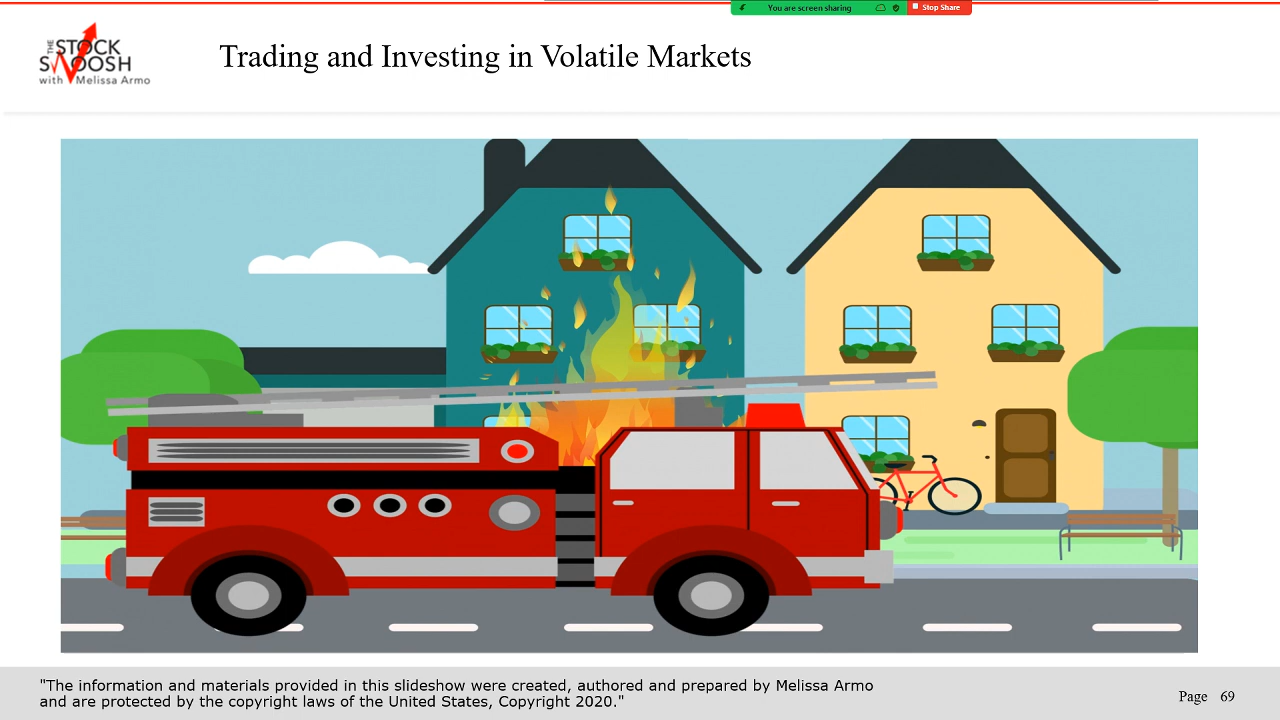 You are screen sharing Stop Share
THE STOCK
SWOOSH
with Melissa Armo
Trading and Investing in Volatile Markets
"The information and materials provided in this slideshow were created, authored and prepared by Melissa Armo
and are protected by the copyright laws of the United States, Copyright 2020."
Page 69